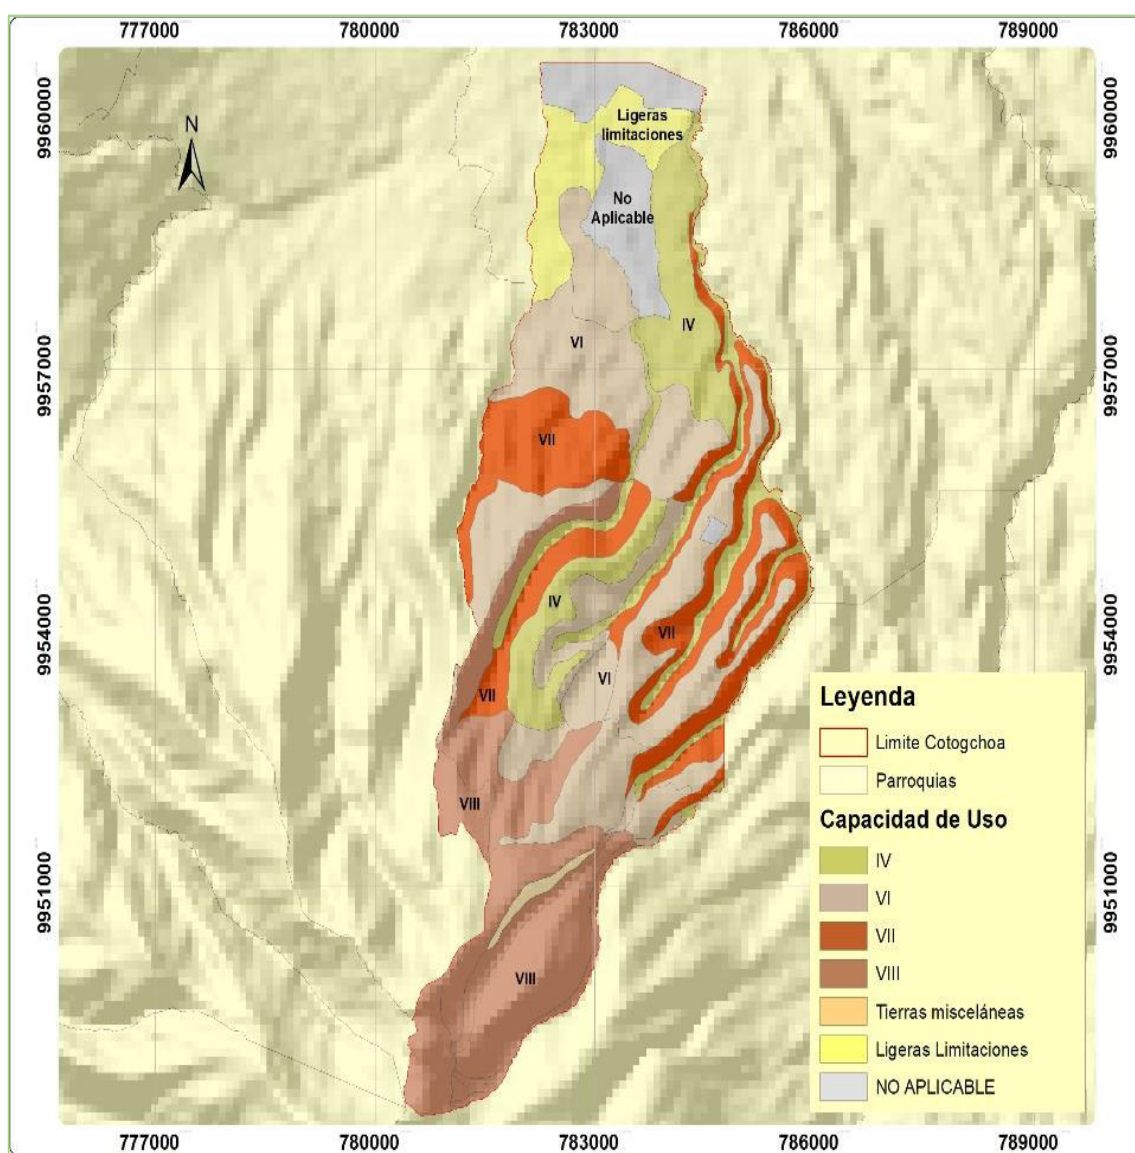 777000 780000 783000 786000 789000
9960000
9960000
N
Ligeras
limitaciones
No
Aplicable
IV
VI
9957000
9957000
VII
IV
VII
9954000
9954000
VI
VII
VIII
9951000
9951000
VIII
Leyenda
Limite Cotogchoa
Parroquias
Capacidad de Uso
IV
VI
VII
VIII
Tierras misceláneas
Ligeras Limitaciones
NO APLICABLE
777000 780000 783000 786000 789000